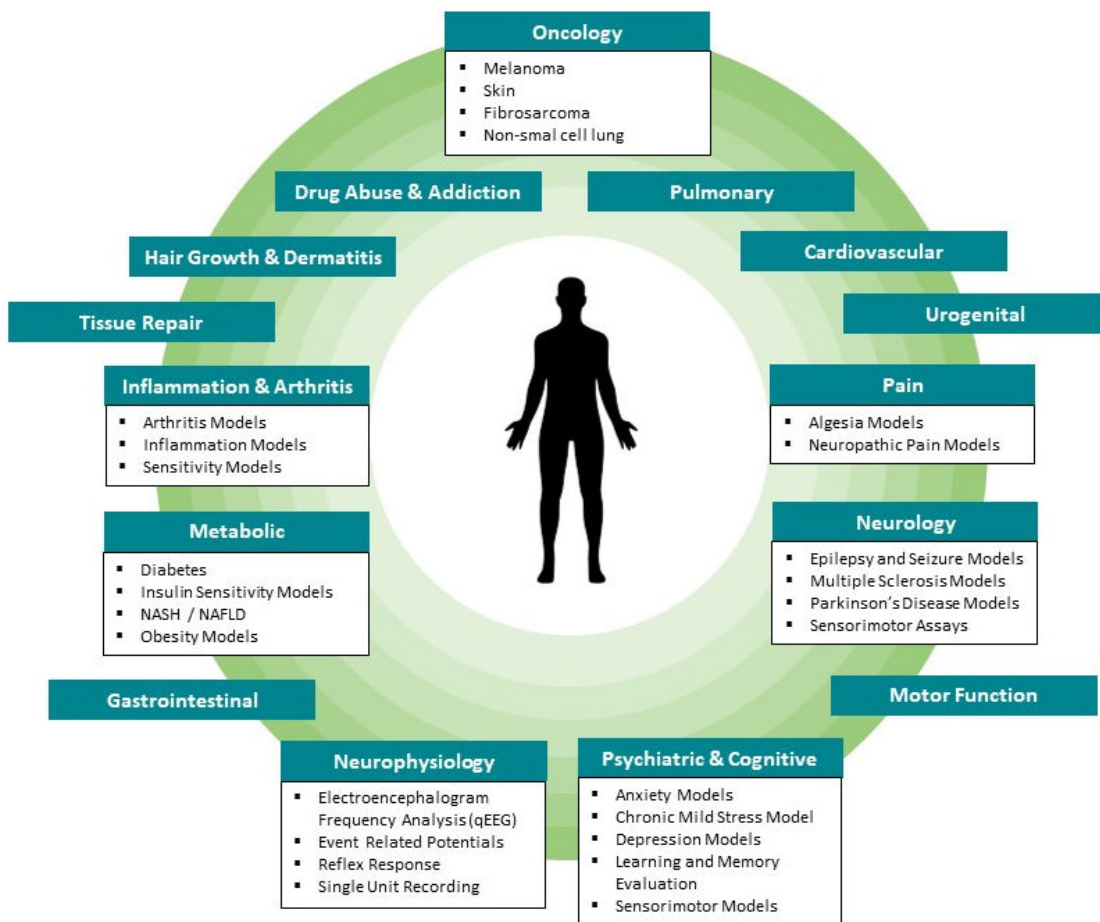 Oncology
▪ Melanoma
▪ Skin
▪ Fibrosarcoma
▪ Non-smal cell lung
Drug Abuse & Addiction
Pulmonary
Hair Growth & Dermatitis
Cardiovascular
Tissue Repair
Urogenital
Inflammation & Arthritis
▪ Arthritis Models
▪ Inflammation Models
▪ Sensitivity Models
Pain
▪ Algesia Models
▪ Neuropathic Pain Models
Metabolic
▪ Diabetes
▪ Insulin Sensitivity Models
▪ NASH / NAFLD
▪ Obesity Models
Neurology
▪ Epilepsy and Seizure Models
▪ Multiple Sclerosis Models
▪ Parkinson's Disease Models
▪ Sensorimotor Assays
Gastrointestinal
Motor Function
Neurophysiology
▪ Electroencephalogram
Frequency Analysis (qEEG)
▪ Event Related Potentials
▪ Reflex Response
▪ Single Unit Recording
Psychiatric & Cognitive
▪ Anxiety Models
▪ Chronic Mild Stress Model
▪ Depression Models
▪ Learning and Memory
Evaluation
▪ Sensorimotor Models